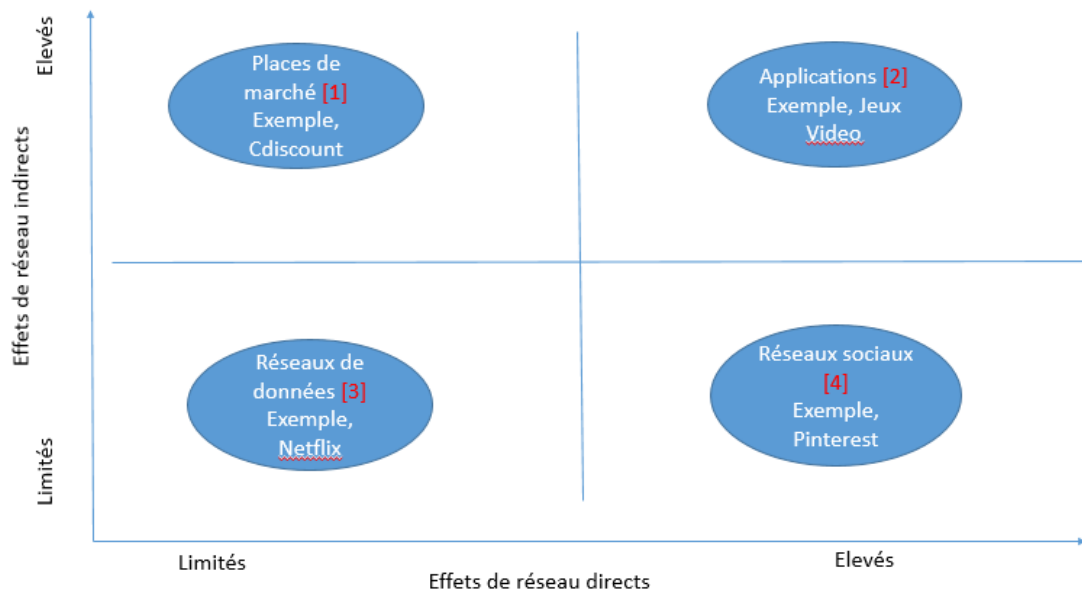 Elevés
Effets de réseau indirects
Limités
Places de
marché [1]
Exemple,
Cdiscount
Applications [2]
Exemple, Jeux
Video
Réseaux de
données [3]
Exemple,
Netflix
Réseaux sociaux
[4]
Exemple,
Pinterest
Limités
Elevés
Effets de réseau directs